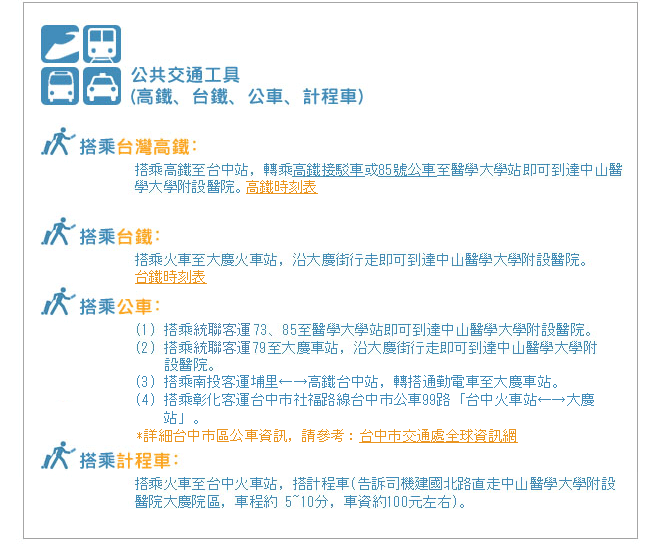 公共交通工具
(高鐵、台鐵、公車、計程車)
搭乘台灣高鐵:
搭乘高鐵至台中站，轉乘高鐵接駁車或85號公車至醫學大學站即可到達中山醫
學大學附設醫院。高鐵時刻表
搭乘台鐵:
搭乘火車至大慶火車站，沿大慶街行走即可到達中山醫學大學附設醫院。
台鐵時刻表
搭乘公車:
(1) 搭乘統聯客運73、85至醫學大學站即可到達中山醫學大學附設醫院。
(2) 搭乘統聯客運79至大慶車站，沿大慶街行走即可到達中山醫學大學附
設醫院。
(3) 搭乘南投客運埔里←→高鐵台中站，轉搭通勤電車至大慶車站。
(4) 搭乘彰化客運台中市社福路線台中市公車99路「台中火車站←→大慶
站」。
*詳細台中市區公車資訊，請參考：台中市交通處全球資訊網
搭乘計程車:
搭乘火車至台中火車站，搭計程車(告訴司機建國北路直走中山醫學大學附設
醫院大慶院區，車程約 5~10分，車資約100元左右)。